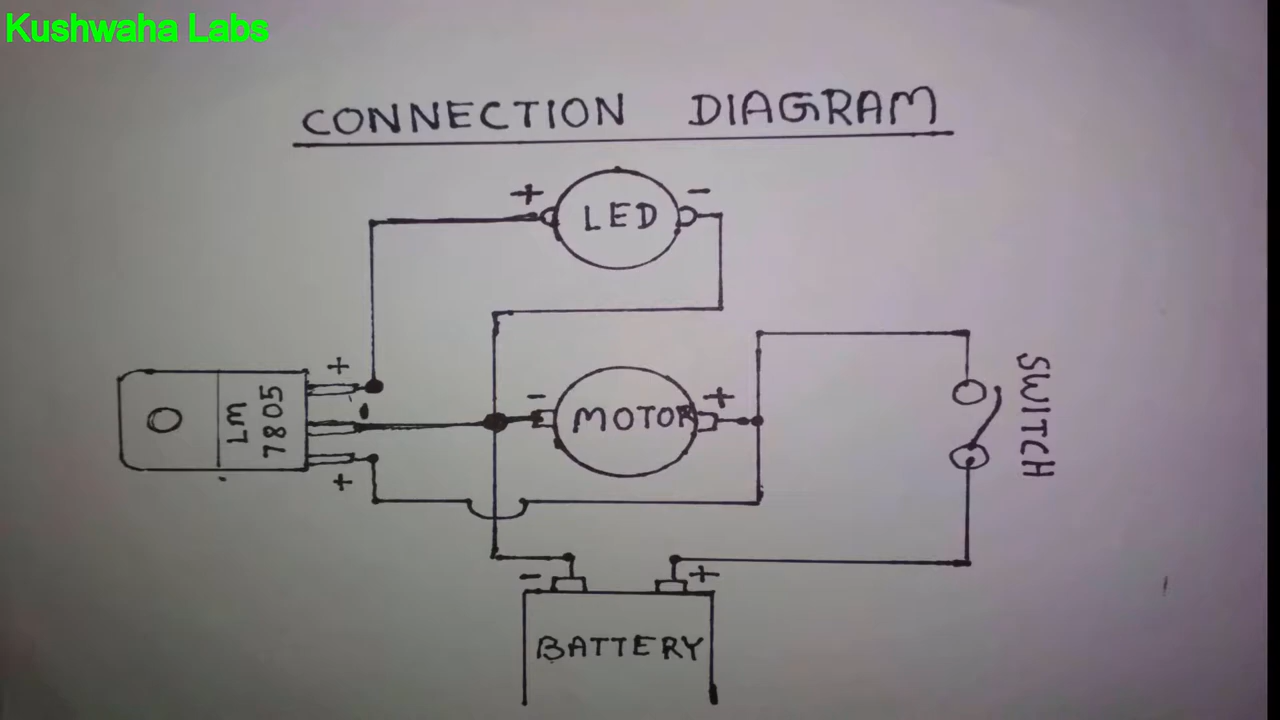 Kushwaha Labs
CONNECTION DIAGRAM
+ LED -
+
LM
7805
- MOTOR +
+
SWITCH
- +
BATTERY